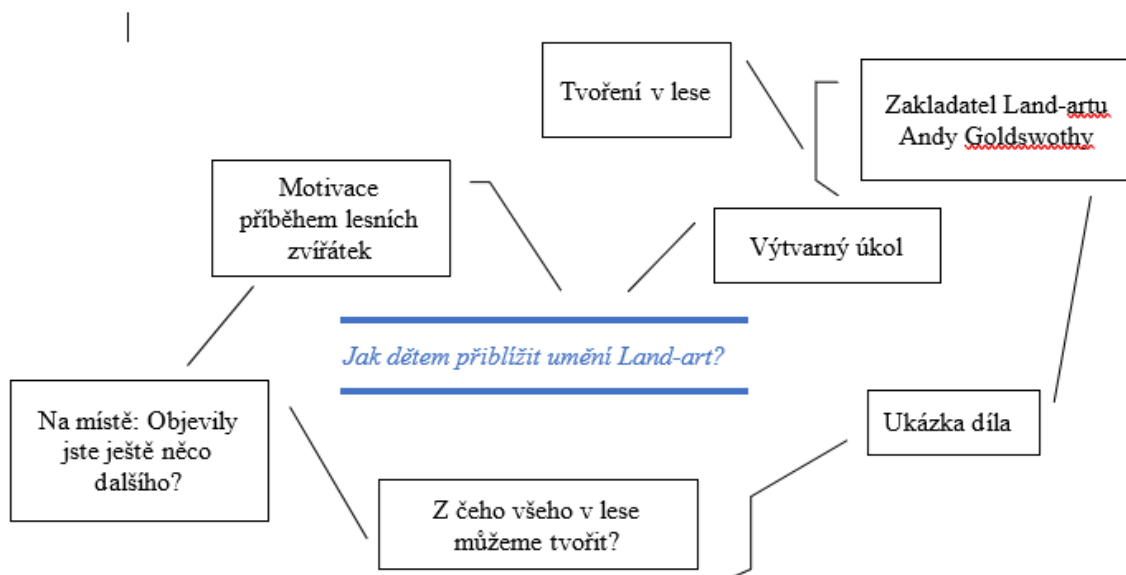 Tvoření v lese
Zakladatel Land-artu
Andy Goldswothy
Motivace
příběhem lesních
zvířátek
Výtvarný úkol
Jak dětem přiblížit umění Land-art?
Na místě: Objevily
jste ještě něco
dalšího?
Ukázka díla
Z čeho všeho v lese
můžeme tvořit?